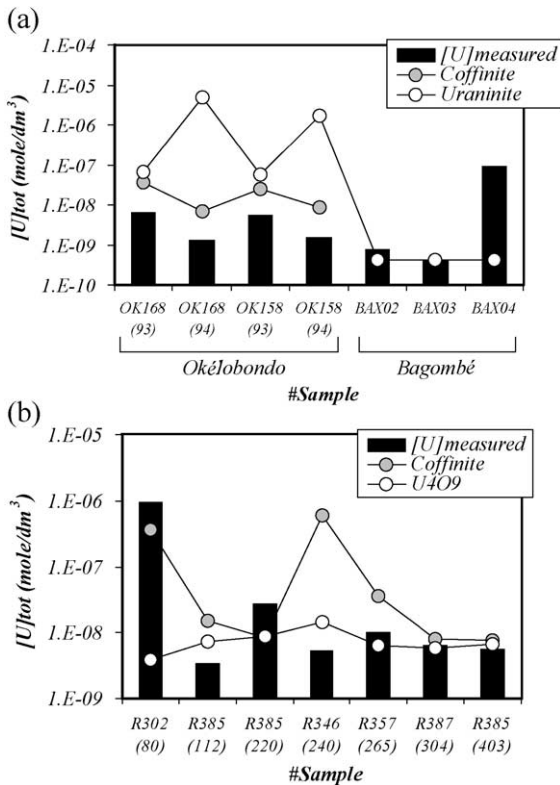 (a)
[U]measured
Coffinite
Uraninite
[U]tot (mole/dm³)
1.E-04
1.E-05
1.E-06
1.E-07
1.E-08
1.E-09
1.E-10
OK168 OK168 OK158 OK158 BAX02 BAX03 BAX04
(93) (94) (93) (94)
Okélobondo Bagombé
#Sample
(b)
[U]measured
Coffinite
U4O9
[U]tot (mole/dm³)
1.E-05
1.E-06
1.E-07
1.E-08
1.E-09
R302 R385 R385 R346 R357 R387 R385
(80) (112) (220) (240) (265) (304) (403)
#Sample